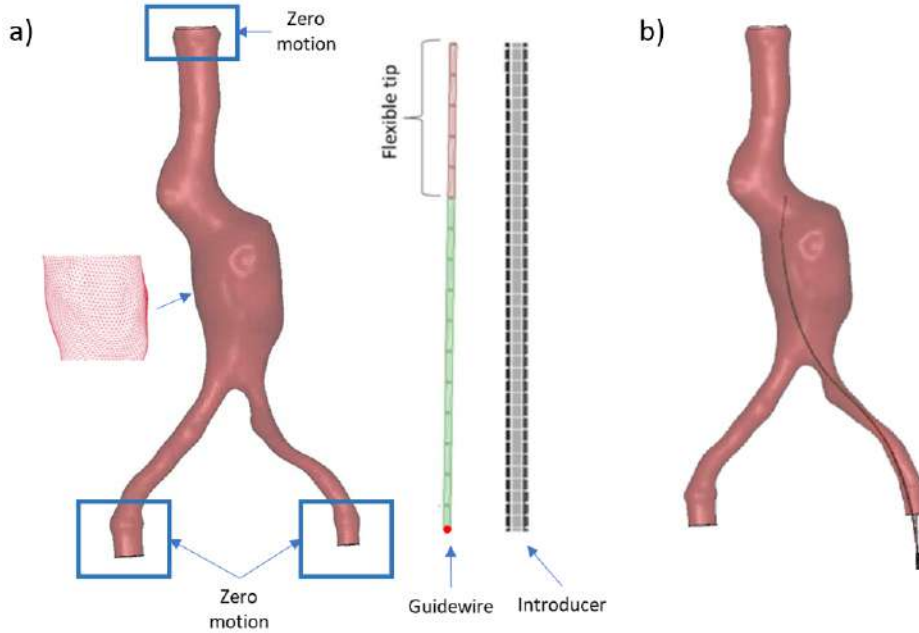 a)
Zero
motion
Flexible tip
b)
Zero
motion
Guidewire
Introducer